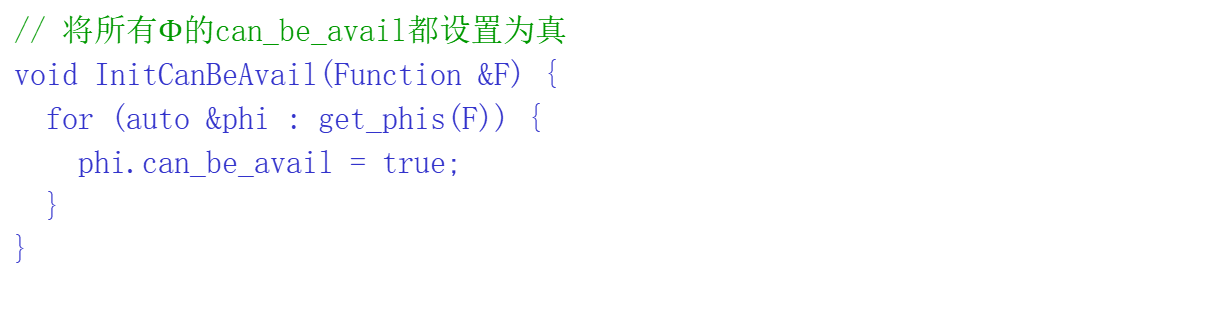 // 将所有Φ的can_be_avail都设置为真
void InitCanBeAvail(Function &F) {
  for (auto &phi : get_phis(F)) {
    phi.can_be_avail = true;
  }
}